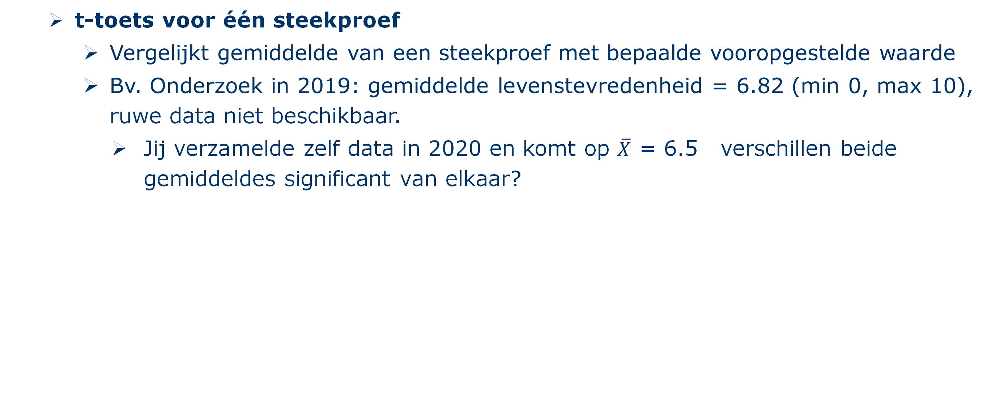 t-toets voor één steekproef
Vergelijkt gemiddelde van een steekproef met bepaalde vooropgestelde waarde
Bv. Onderzoek in 2019: gemiddelde levenstevredenheid = 6.82 (min 0, max 10),
ruwe data niet beschikbaar.
Jij verzamelde zelf data in 2020 en komt op X̄ = 6.5 verschillen beide
gemiddeldes significant van elkaar?